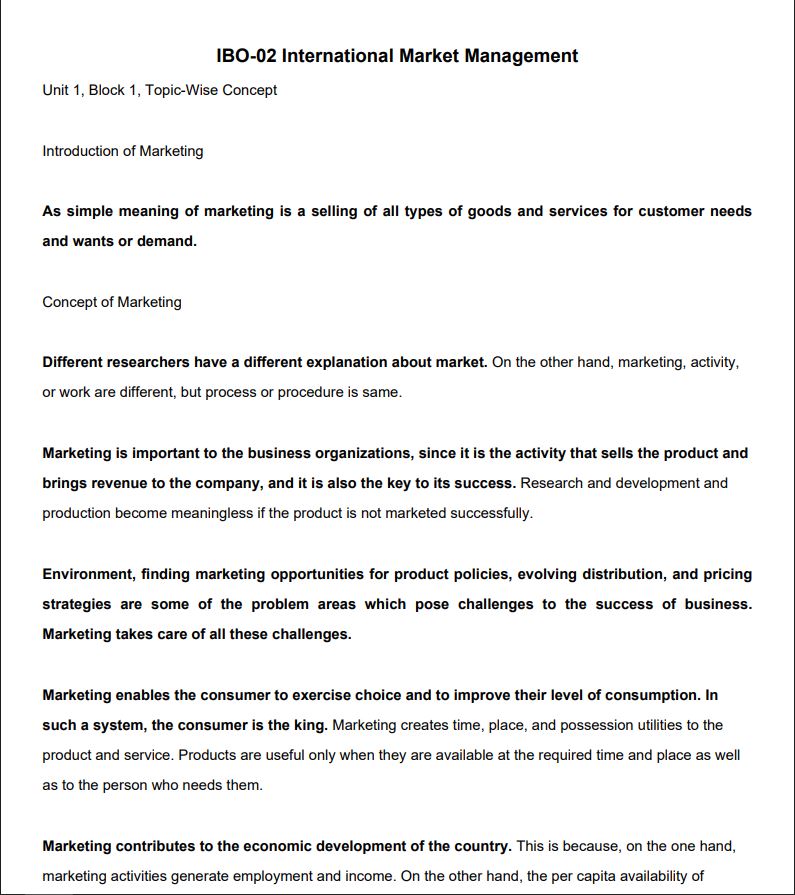 IBO-02 International Market Management
Unit 1, Block 1, Topic-Wise Concept
Introduction of Marketing
As simple meaning of marketing is a selling of all types of goods and services for customer needs
and wants or demand.
Concept of Marketing
Different researchers have a different explanation about market. On the other hand, marketing, activity,
or work are different, but process or procedure is same.
Marketing is important to the business organizations, since it is the activity that sells the product and
brings revenue to the company, and it is also the key to its success. Research and development and
production become meaningless if the product is not marketed successfully.
Environment, finding marketing opportunities for product policies, evolving distribution, and pricing
strategies are some of the problem areas which pose challenges to the success of business.
Marketing takes care of all these challenges.
Marketing enables the consumer to exercise choice and to improve their level of consumption. In
such a system, the consumer is the king. Marketing creates time, place, and possession utilities to the
product and service. Products are useful only when they are available at the required time and place as well
as to the person who needs them.
Marketing contributes to the economic development of the country. This is because, on the one hand,
marketing activities generate employment and income. On the other hand, the per capita availability of